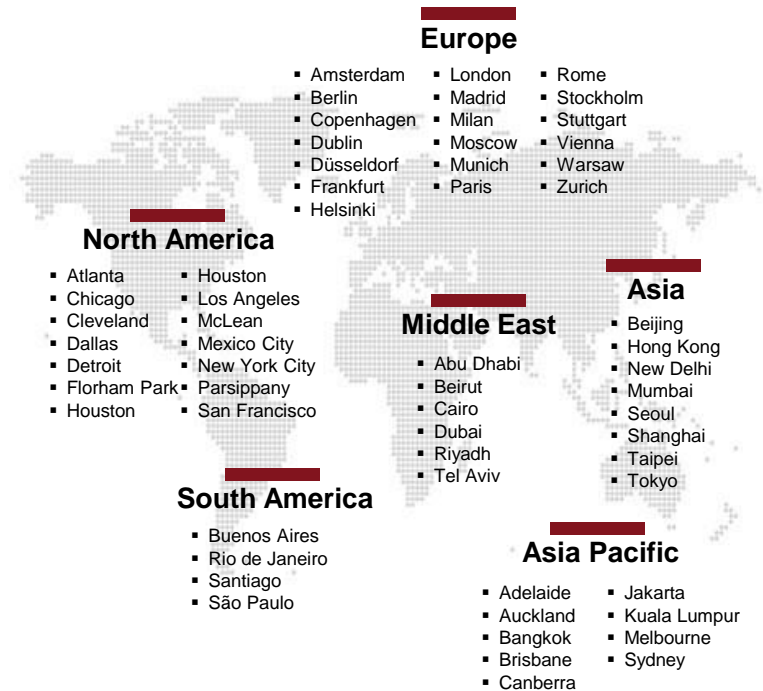 Europe
▪ Amsterdam
▪ Berlin
▪ Copenhagen
▪ Dublin
▪ Düsseldorf
▪ Frankfurt
▪ Helsinki
▪ London
▪ Madrid
▪ Milan
▪ Moscow
▪ Munich
▪ Paris
▪ Rome
▪ Stockholm
▪ Stuttgart
▪ Vienna
▪ Warsaw
▪ Zurich
North America
▪ Atlanta
▪ Chicago
▪ Cleveland
▪ Dallas
▪ Detroit
▪ Florham Park
▪ Houston
▪ Houston
▪ Los Angeles
▪ McLean
▪ Mexico City
▪ New York City
▪ Parsippany
▪ San Francisco
Asia
▪ Beijing
▪ Hong Kong
▪ New Delhi
▪ Mumbai
▪ Seoul
▪ Shanghai
▪ Taipei
▪ Tokyo
Middle East
▪ Abu Dhabi
▪ Beirut
▪ Cairo
▪ Dubai
▪ Riyadh
▪ Tel Aviv
South America
▪ Buenos Aires
▪ Rio de Janeiro
▪ Santiago
▪ São Paulo
Asia Pacific
▪ Adelaide
▪ Auckland
▪ Bangkok
▪ Brisbane
▪ Canberra
▪ Jakarta
▪ Kuala Lumpur
▪ Melbourne
▪ Sydney